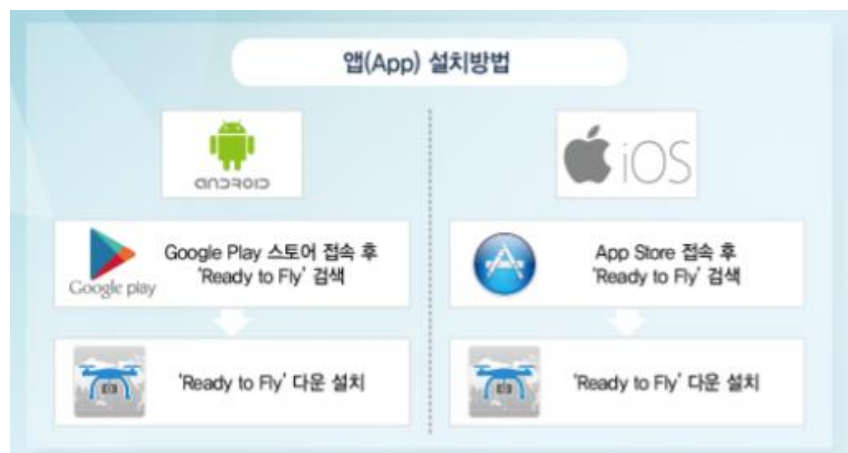 앱(App) 설치방법
ANDROID
iOS
Google play
Google Play 스토어 접속 후
'Ready to Fly' 검색
App Store 접속 후
'Ready to Fly' 검색
'Ready to Fly' 다운 설치
'Ready to Fly' 다운 설치